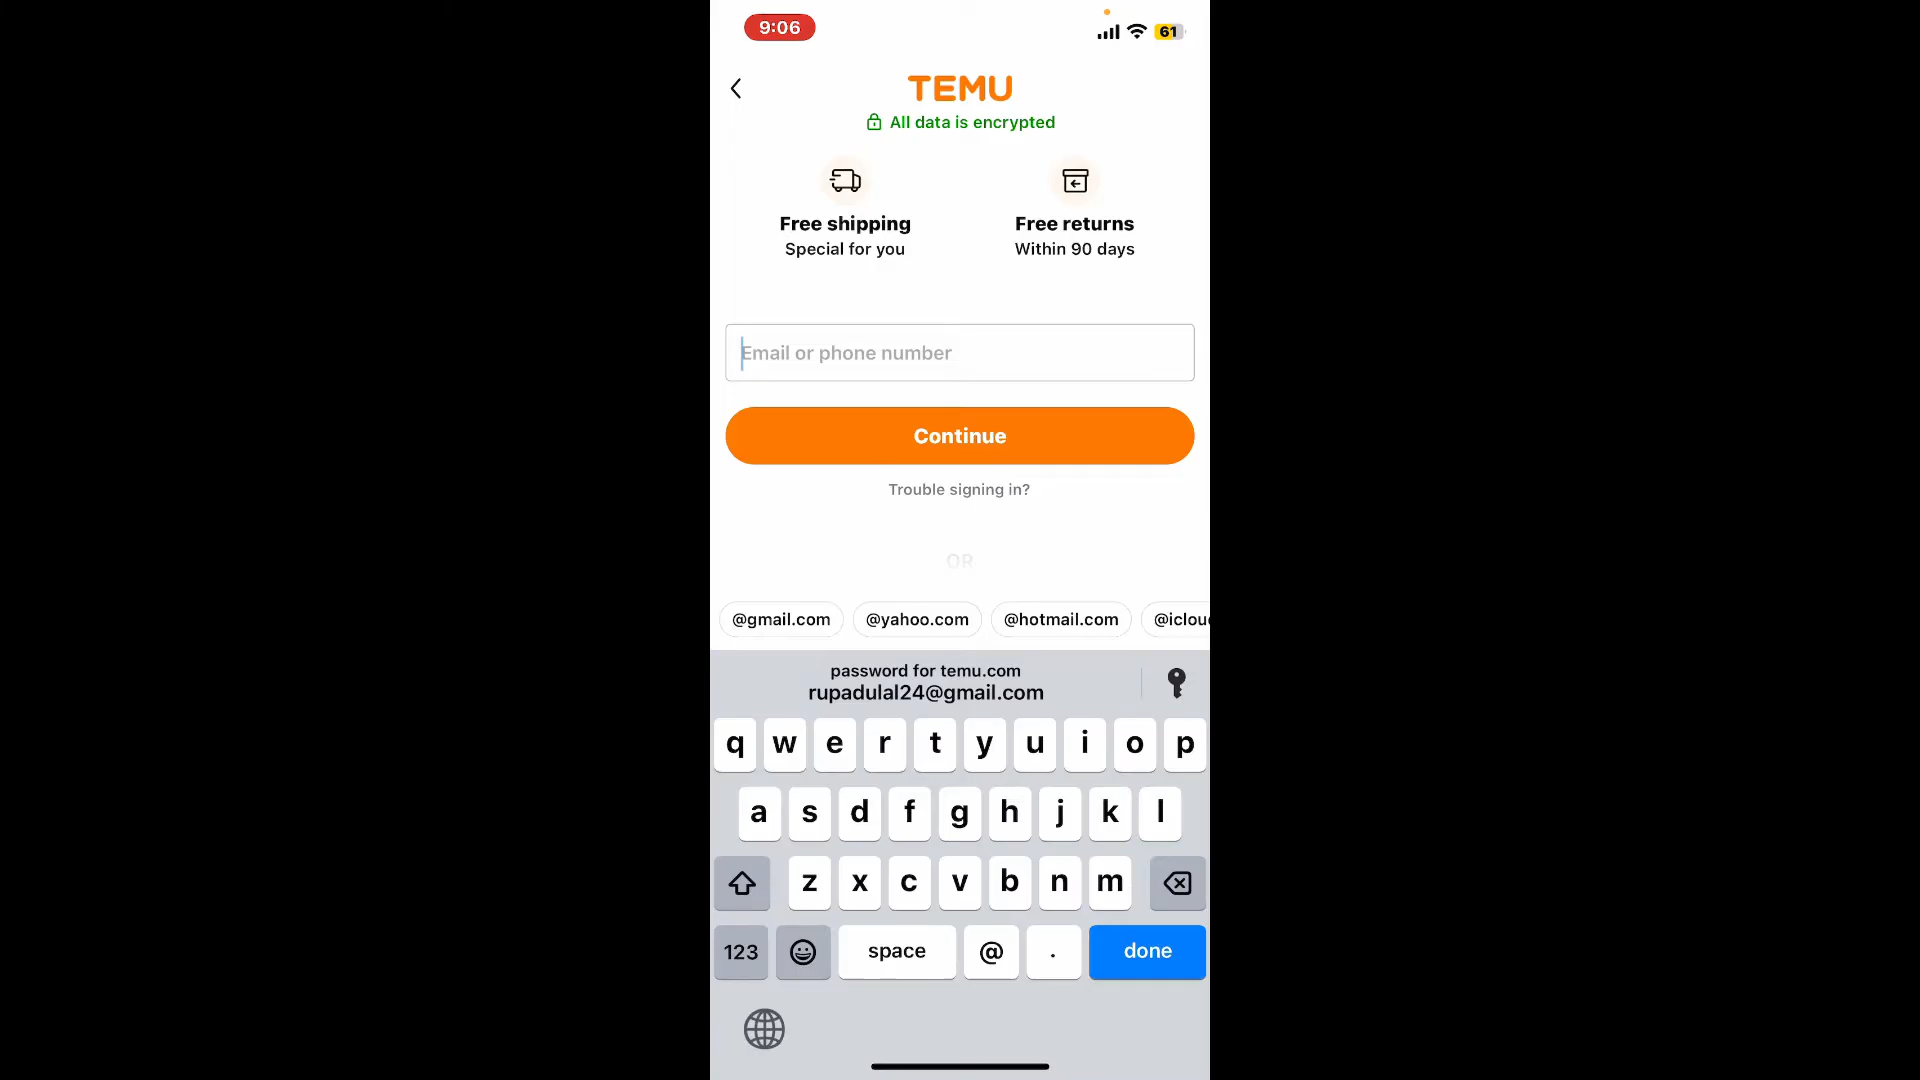 9:06
61
TEMU
All data is encrypted
Free shipping
Special for you
Free returns
Within 90 days
Email or phone number
Continue
Trouble signing in?
OR
@gmail.com @yahoo.com @hotmail.com @iclou
password for temu.com
rupadulal24@gmail.com
q w e r t y u i o p
a s d f g h j k l
z x c v b n m
123 space @ . done